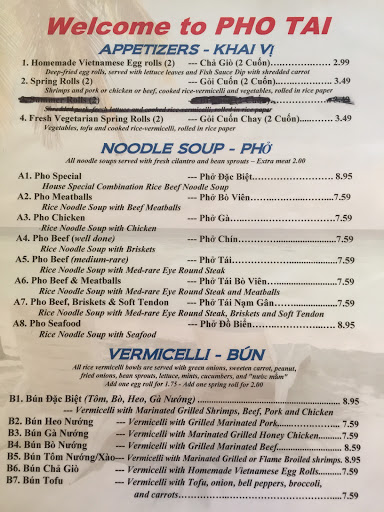 Welcome to PHO TAI
APPETIZERS - KHAI VỊ
1. Homemade Vietnamese Egg rolls (2) --- Chả Giò (2 Cuốn)............ 2.99
Deep-fried egg rolls, served with lettuce leaves and Fish Sauce Dip with shredded carrot
2. Spring Rolls (2) --- Gỏi Cuốn (2 Cuốn)..........3.49
Shrimps and pork or chicken or beef, cooked rice-vermicelli and vegetables, rolled in rice paper
4. Fresh Vegetarian Spring Rolls (2) --- Gỏi Cuốn Chay (2 Cuốn)....3.49
Vegetables, tofu and cooked rice-vermicelli, rolled in rice paper
NOODLE SOUP - PHỞ
All noodle soups served with fresh cilantro and bean sprouts – Extra meat 2.00
A1. Pho Special --- Phở Đặc Biệt.................... 8.95
House Special Combination Rice Beef Noodle Soup
A2. Pho Meatballs --- Phở Bò Viên.....................7.59
Rice Noodle Soup with Beef Meatballs
A3. Pho Chicken --- Phở Gà.............................7.59
Rice Noodle Soup with Chicken
A4. Pho Beef (well done) --- Phở Chín..........................7.59
Rice Noodle Soup with Briskets
A5. Pho Beef (medium-rare) --- Phở Tái............................7.59
Rice Noodle Soup with Med-rare Eye Round Steak
A6. Pho Beef & Meatballs --- Phở Tái Bò Viên...............7.59
Rice Noodle Soup with Med-rare Eye Round Steak and Meatballs
A7. Pho Beef, Briskets & Soft Tendon --- Phở Tái Nạm Gân..............7.59
Rice Noodle Soup with Med-rare Eye Round Steak, Briskets and Soft Tendon
A8. Pho Seafood --- Phở Đồ Biển.................... 8.95
Rice Noodle Soup with Seafood
VERMICELLI - BÚN
All rice vermicelli bowls are served with green onions, sweeten carrot, peanut,
fried onions, bean sprouts, lettuce, mints, cucumbers, and "nước mắm"
Add one egg roll for 1.75 - Add one spring roll for 2.00
B1. Bún Đặc Biệt (Tôm, Bò, Heo, Gà Nướng)........................................ 8.95
--- Vermicelli with Marinated Grilled Shrimps, Beef, Pork and Chicken
B2. Bún Heo Nướng --- Vermicelli with Grilled Marinated Pork................ 7.59
B3. Bún Gà Nướng --- Vermicelli with Marinated Grilled Honey Chicken......7.59
B4. Bún Bò Nướng --- Vermicelli with Grilled Marinated Beef...............7.59
B5. Bún Tôm Nướng/Xào--- Vermicelli with Marinated Grilled or Flame Broiled shrimps. 8.95
B6. Bún Chả Giò --- Vermicelli with Homemade Vietnamese Egg Rolls........7.59
B7. Bún Tofu --- Vermicelli with Tofu, onion, bell peppers, broccoli,
and carrots............................................7.59